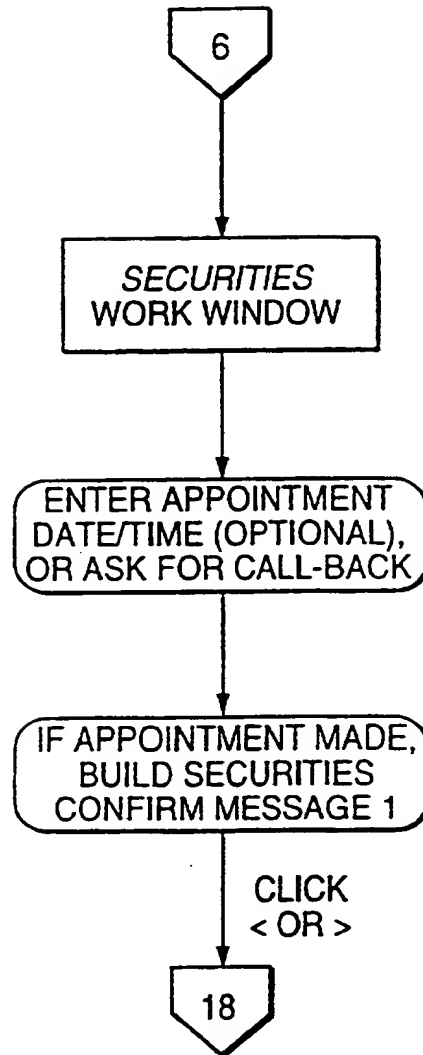 6
SECURITIES
WORK WINDOW
ENTER APPOINTMENT
DATE/TIME (OPTIONAL),
OR ASK FOR CALL-BACK
IF APPOINTMENT MADE,
BUILD SECURITIES
CONFIRM MESSAGE 1
CLICK
< OR >
18